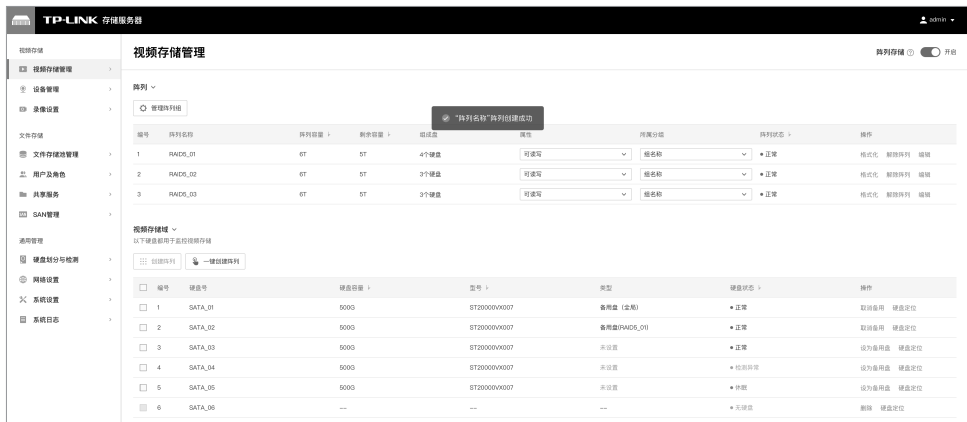 TP-LINK 存储服务器
admin
视频存储
视频存储管理
设备管理
录像设置
文件存储
文件存储池管理
用户及角色
共享服务
SAN管理
通用管理
硬盘划分与检测
网络设置
系统设置
系统日志
视频存储管理
阵列存储 开启
阵列
管理阵列组
“阵列名称”阵列创建成功
编号 阵列名称 阵列容量 剩余容量 组成盘 属性 所属分组 阵列状态 操作
1 RAID5_01 6T 5T 4个硬盘 可读写 组名称 正常 格式化 解除阵列 编辑
2 RAID5_02 6T 5T 3个硬盘 可读写 组名称 正常 格式化 解除阵列 编辑
3 RAID5_03 6T 5T 3个硬盘 可读写 组名称 正常 格式化 解除阵列 编辑
视频存储域
以下硬盘都用于监控视频存储
创建阵列 一键创建阵列
编号 硬盘号 硬盘容量 型号 类型 硬盘状态 操作
1 SATA_01 500G ST20000VX007 备用盘（全局） 正常 取消备用 硬盘定位
2 SATA_02 500G ST20000VX007 备用盘(RAID5_01) 正常 取消备用 硬盘定位
3 SATA_03 500G ST20000VX007 未设置 正常 设为备用盘 硬盘定位
4 SATA_04 500G ST20000VX007 未设置 检测异常 设为备用盘 硬盘定位
5 SATA_05 500G ST20000VX007 未设置 休眠 设为备用盘 硬盘定位
6 SATA_06 -- -- -- 无硬盘 删除 硬盘定位